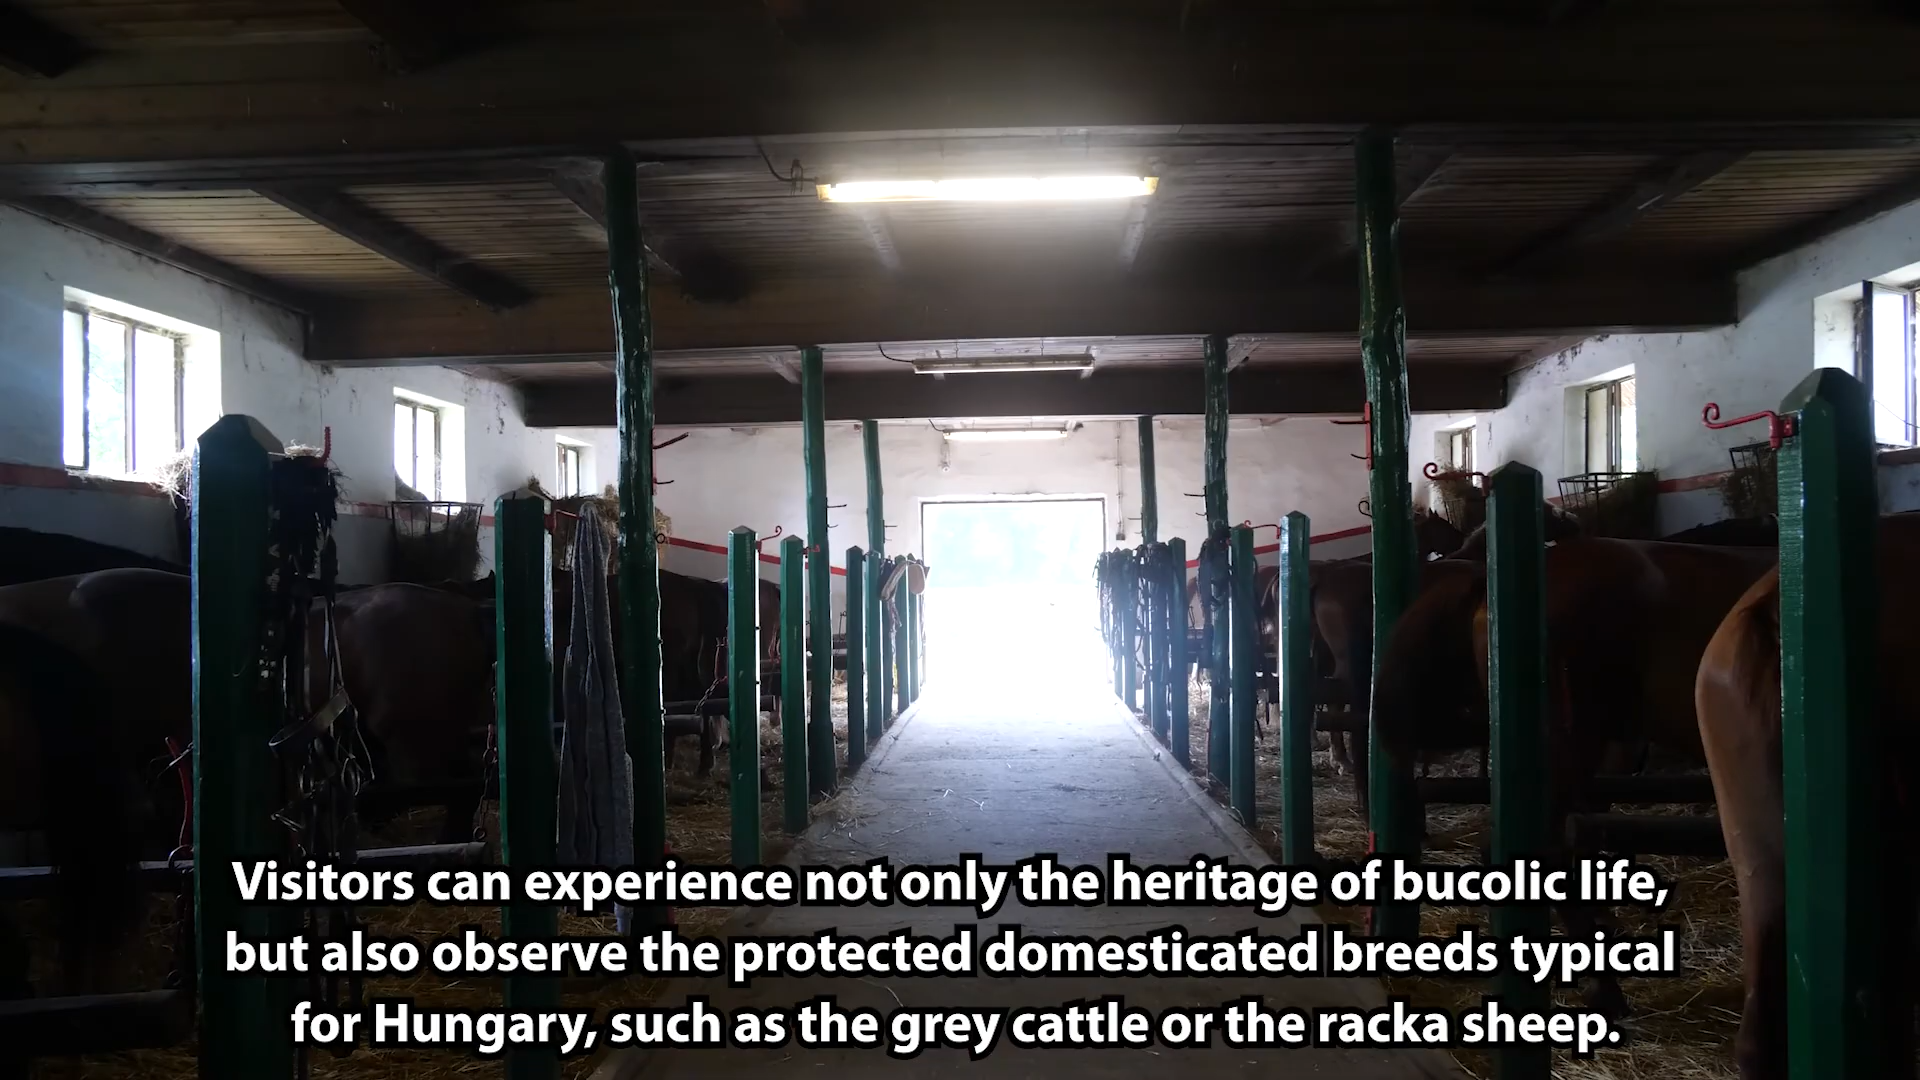 Visitors can experience not only the heritage of bucolic life,
but also observe the protected domesticated breeds typical
for Hungary, such as the grey cattle or the racka sheep.